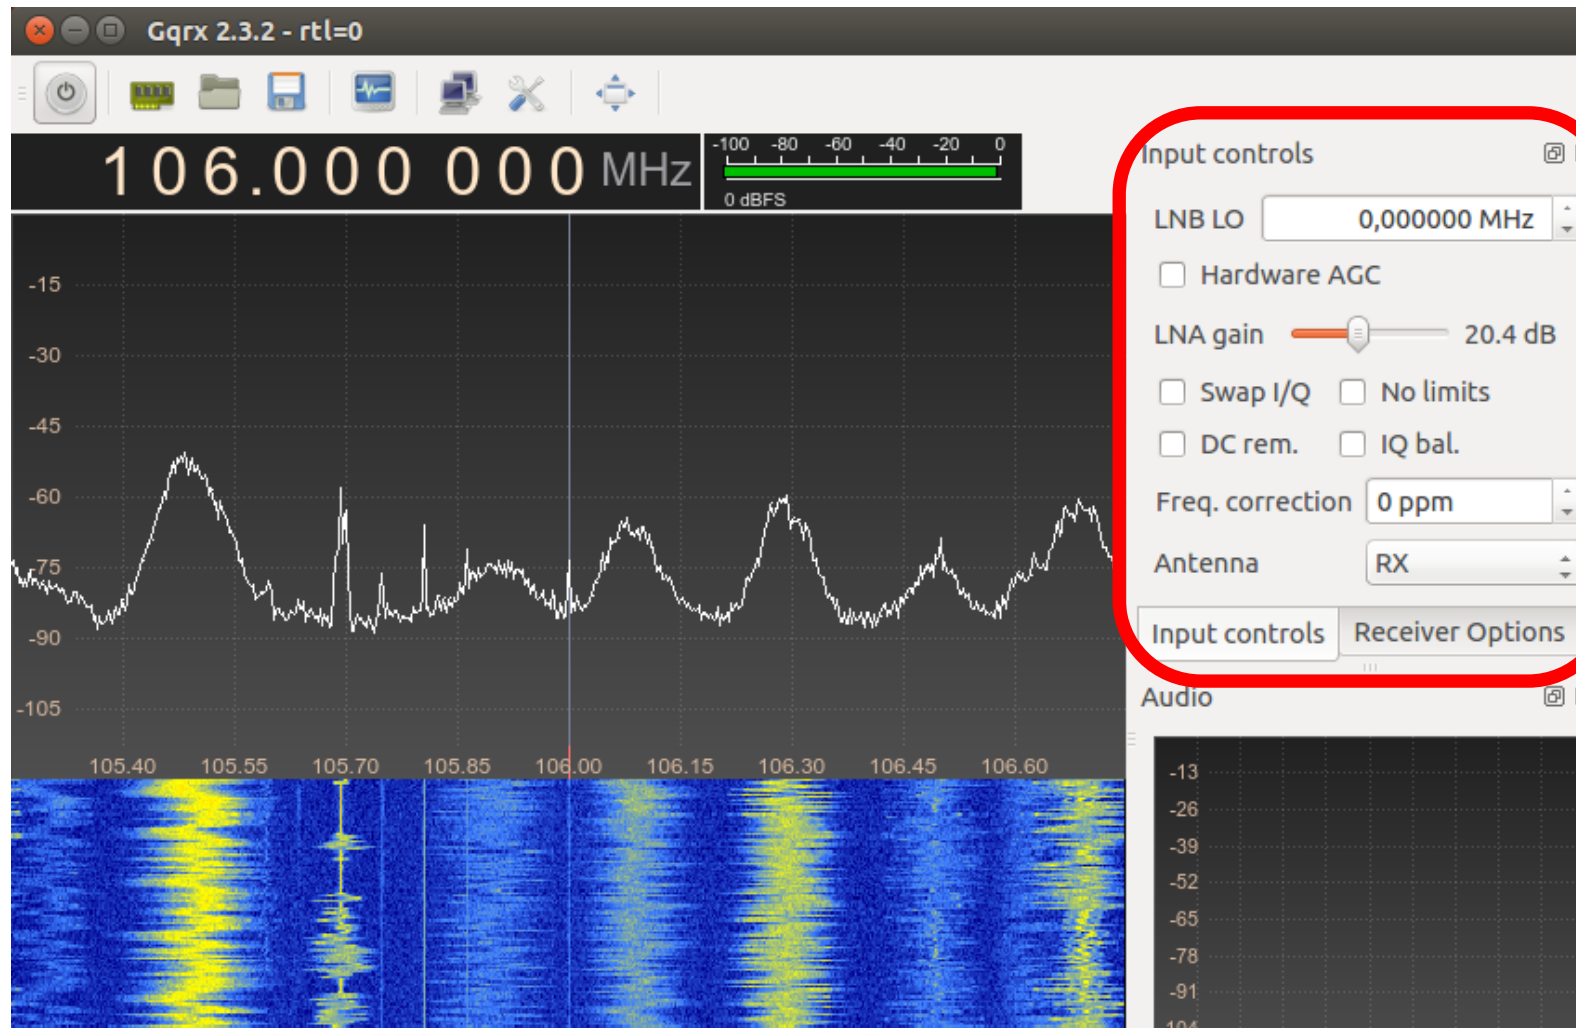 Gqrx 2.3.2 - rtl=0
106.000 000 MHz
-100 -80 -60 -40 -20 0
0 dBFS
-15
-30
-45
-60
-75
-90
-105
105.40 105.55 105.70 105.85 106.00 106.15 106.30 106.45 106.60
Input controls
LNB LO 0,000000 MHz
Hardware AGC
LNA gain 20.4 dB
Swap I/Q No limits
DC rem. IQ bal.
Freq. correction 0 ppm
Antenna RX
Input controls Receiver Options
Audio
-13
-26
-39
-52
-65
-78
-91